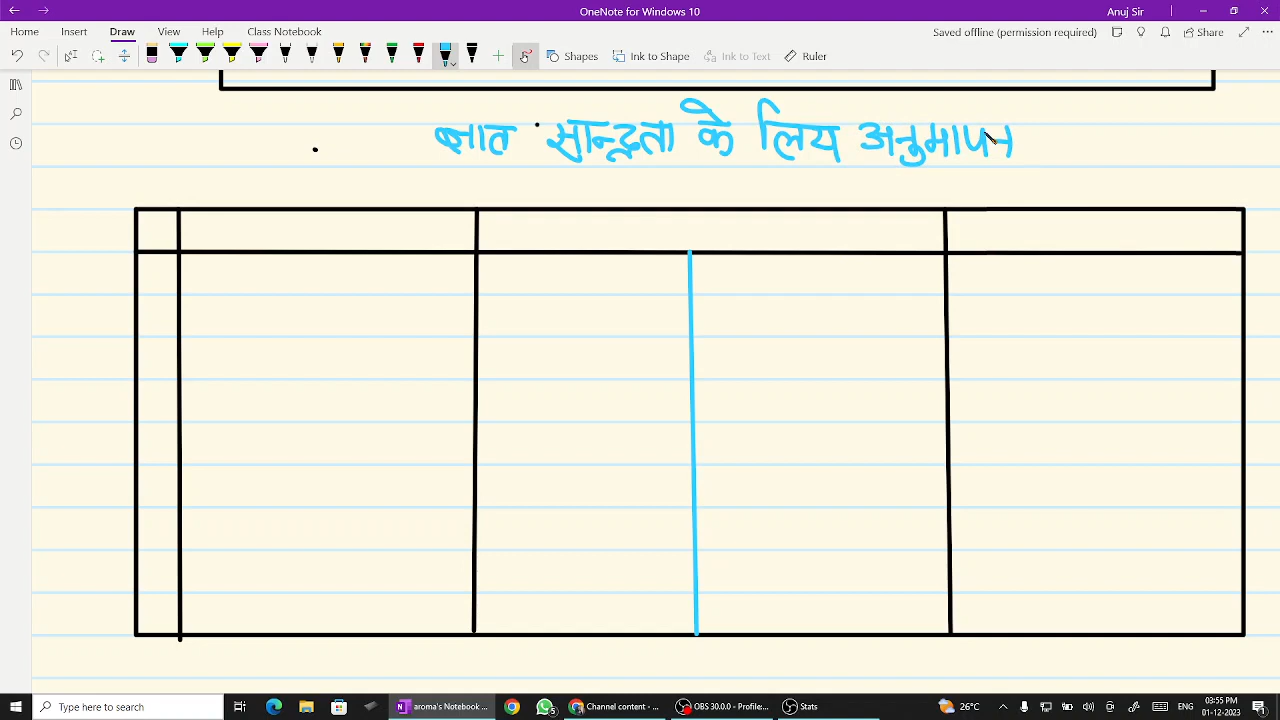 OneNote for Windows 10
Anuj Sir
Home Insert Draw View Help Class Notebook
Saved offline (permission required)
Share
Shapes Ink to Shape Ink to Text Ruler
ज्ञात सान्द्रता के लिय अनुमापन
Type here to search
aroma's Notebook ...
Channel content - ...
OBS 30.0.0 - Profile...
Stats
26°C
ENG
03:55 PM
01-12-2023